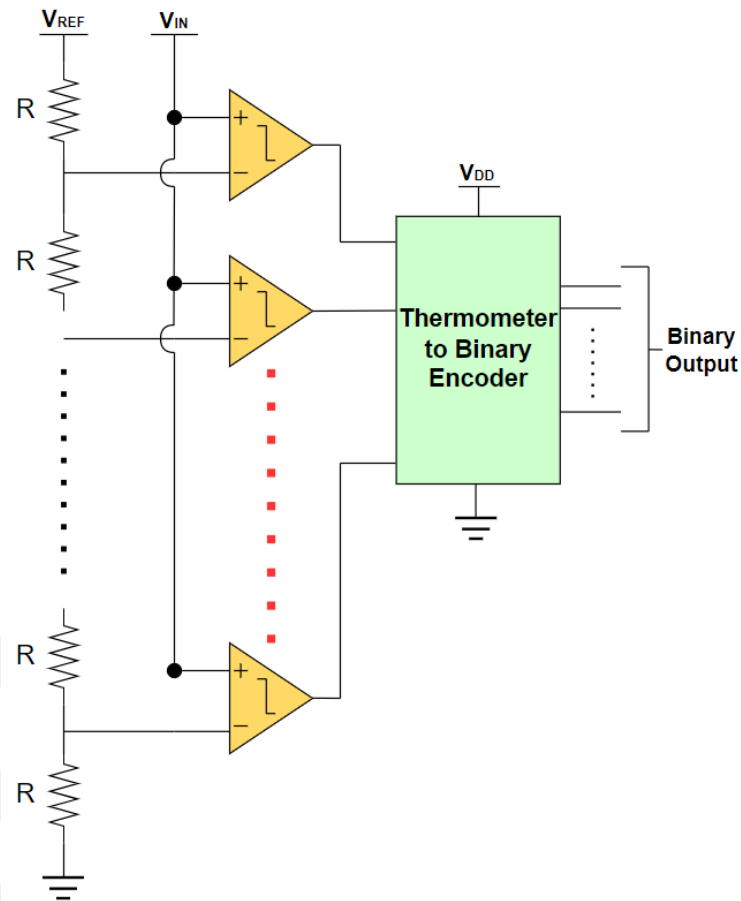 VREF
VIN
R
R
VDD
Thermometer
to Binary
Encoder
Binary
Output
R
R